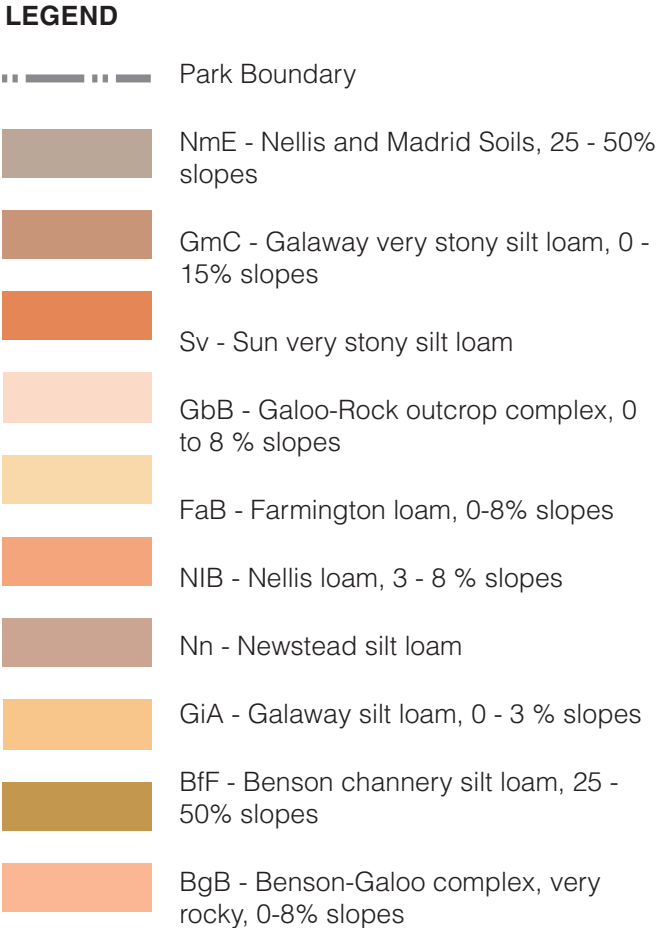 LEGEND
Park Boundary
NmE - Nellis and Madrid Soils, 25 - 50%
slopes
GmC - Galaway very stony silt loam, 0 -
15% slopes
Sv - Sun very stony silt loam
GbB - Galoo-Rock outcrop complex, 0
to 8 % slopes
FaB - Farmington loam, 0-8% slopes
NIB - Nellis loam, 3 - 8 % slopes
Nn - Newstead silt loam
GiA - Galaway silt loam, 0 - 3 % slopes
BfF - Benson channery silt loam, 25 -
50% slopes
BgB - Benson-Galoo complex, very
rocky, 0-8% slopes